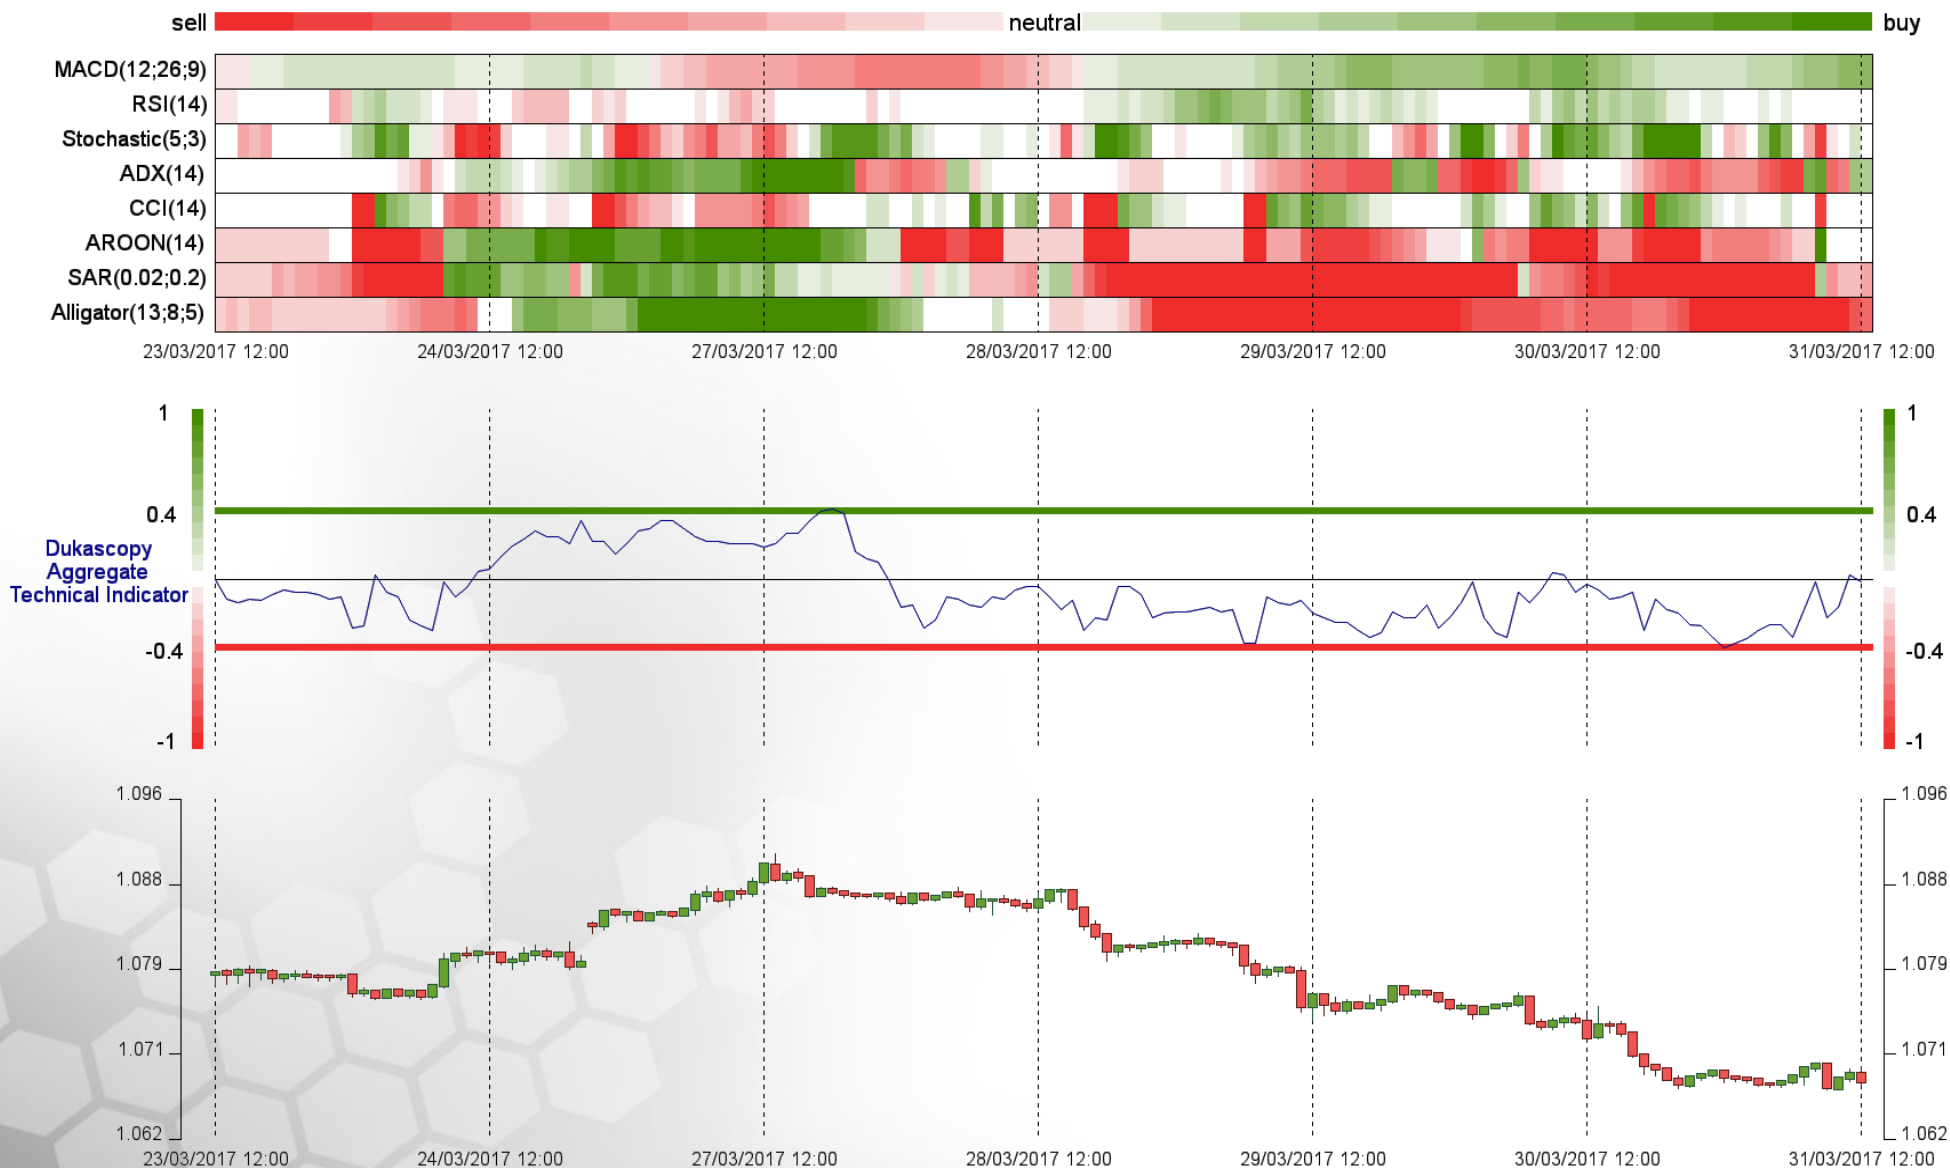 sell neutral buy
MACD(12;26;9)
RSI(14)
Stochastic(5;3)
ADX(14)
CCI(14)
AROON(14)
SAR(0.02;0.2)
Alligator(13;8;5)
23/03/2017 12:00 24/03/2017 12:00 27/03/2017 12:00 28/03/2017 12:00 29/03/2017 12:00 30/03/2017 12:00 31/03/2017 12:00
1 1
0.4 0.4
Dukascopy
Aggregate
Technical Indicator
-0.4 -0.4
-1 -1
1.096 1.096
1.088 1.088
1.079 1.079
1.071 1.071
1.062 1.062
23/03/2017 12:00 24/03/2017 12:00 27/03/2017 12:00 28/03/2017 12:00 29/03/2017 12:00 30/03/2017 12:00 31/03/2017 12:00